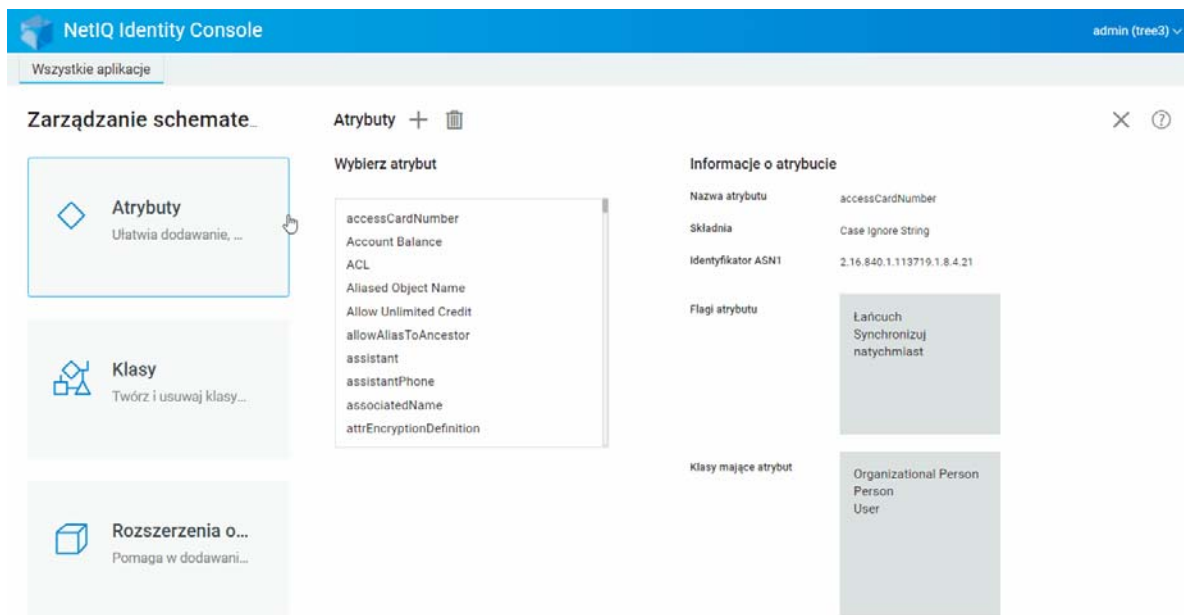 NetIQ Identity Console
admin (tree3)
Wszystkie aplikacje
Zarządzanie schemate...
Atrybuty
Ułatwia dodawanie, ...
Klasy
Twórz i usuwaj klasy...
Rozszerzenia o...
Pomaga w dodawani...
Atrybuty
Wybierz atrybut
accessCardNumber
Account Balance
ACL
Aliased Object Name
Allow Unlimited Credit
allowAliasToAncestor
assistant
assistantPhone
associatedName
attrEncryptionDefinition
Informacje o atrybucie
Nazwa atrybutu accessCardNumber
Składnia Case Ignore String
Identyfikator ASN1 2.16.840.1.113719.1.8.4.21
Flagi atrybutu
Łańcuch
Synchronizuj
natychmiast
Klasy mające atrybut
Organizational Person
Person
User